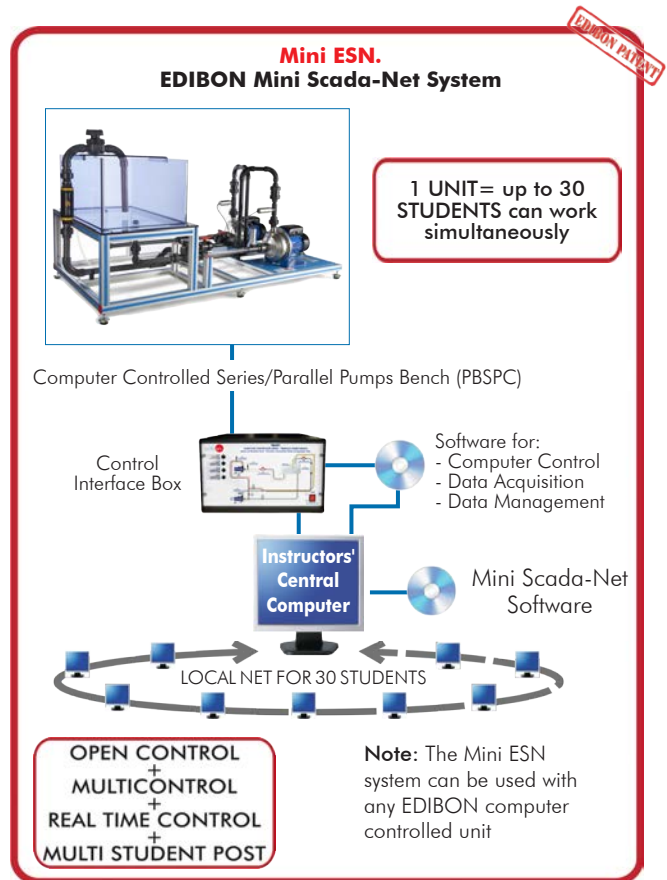 EDIBON PATENT
Mini ESN.
EDIBON Mini Scada-Net System
1 UNIT= up to 30
STUDENTS can work
simultaneously
Computer Controlled Series/Parallel Pumps Bench (PBSPC)
Control
Interface Box
Software for:
- Computer Control
- Data Acquisition
- Data Management
Instructors'
Central
Computer
Mini Scada-Net
Software
LOCAL NET FOR 30 STUDENTS
OPEN CONTROL
+
MULTICONTROL
+
REAL TIME CONTROL
+
MULTI STUDENT POST
Note: The Mini ESN
system can be used with
any EDIBON computer
controlled unit